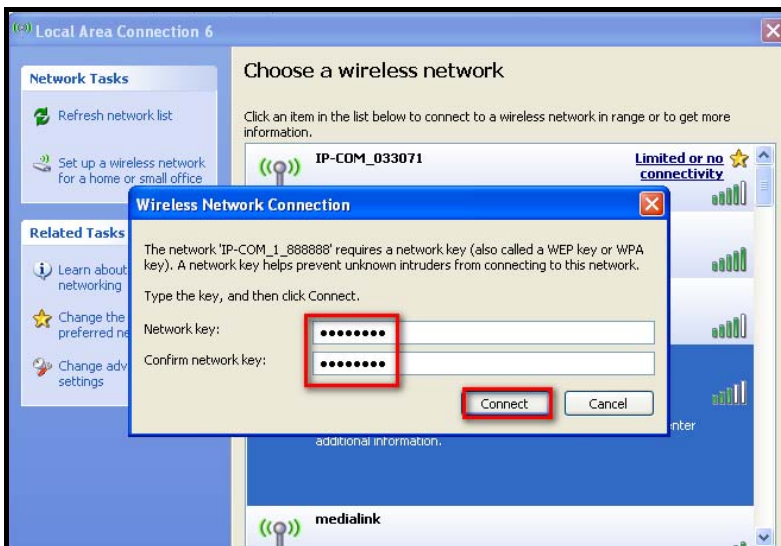 Local Area Connection 6
Network Tasks
Refresh network list
Set up a wireless network
for a home or small office
Related Tasks
Learn about
networking
Change the
preferred ne
Change adv
settings
Choose a wireless network
Click an item in the list below to connect to a wireless network in range or to get more
information.
IP-COM_033071
Limited or no
connectivity
Wireless Network Connection
The network 'IP-COM_1_888888' requires a network key (also called a WEP key or WPA
key). A network key helps prevent unknown intruders from connecting to this network.
Type the key, and then click Connect.
Network key: ●●●●●●●●
Confirm network key: ●●●●●●●●
Connect Cancel
nter
additional information.
medialink